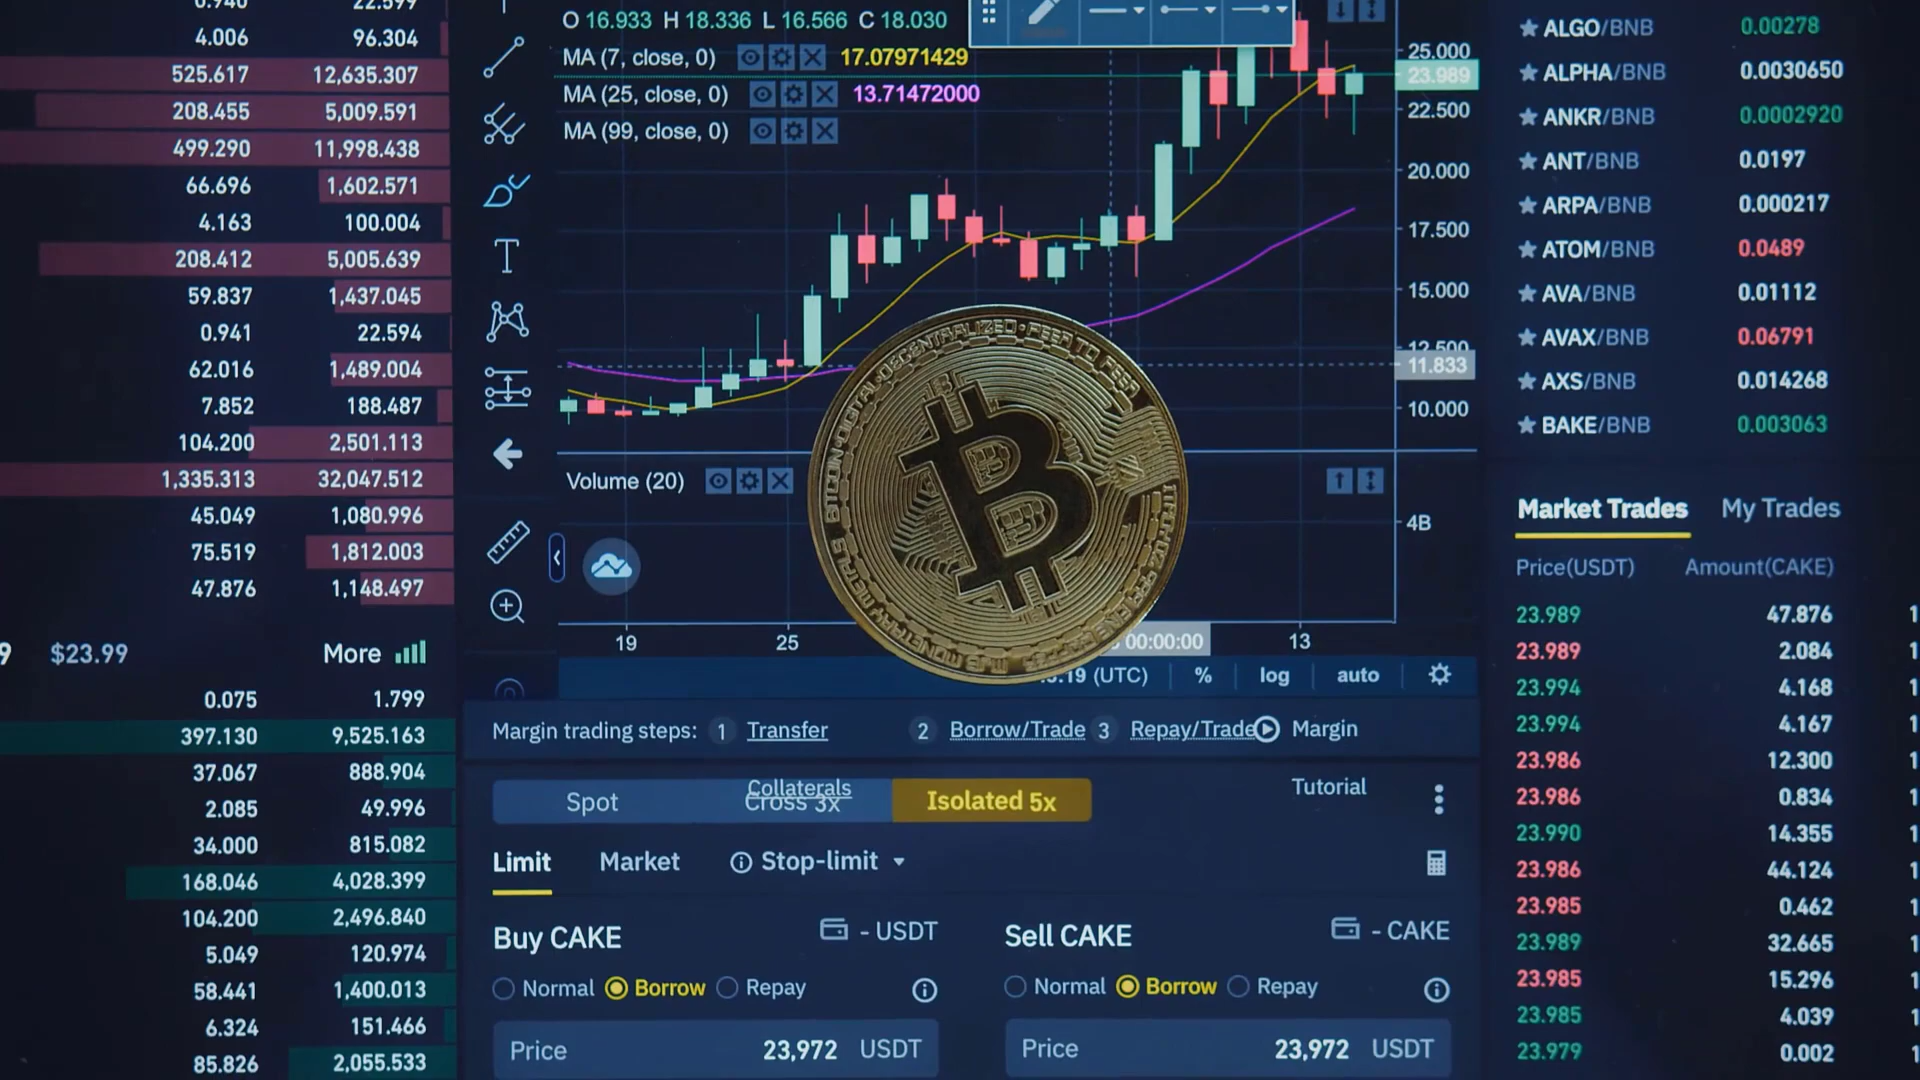 0.940 22.599
4.006 96.304
525.617 12,635.307
208.455 5,009.591
499.290 11,998.438
66.696 1,602.571
4.163 100.004
208.412 5,005.639
59.837 1,437.045
0.941 22.594
62.016 1,489.004
7.852 188.487
104.200 2,501.113
1,335.313 32,047.512
45.049 1,080.996
75.519 1,812.003
47.876 1,148.497
9 $23.99 More
0.075 1.799
397.130 9,525.163
37.067 888.904
2.085 49.996
34.000 815.082
168.046 4,028.399
104.200 2,496.840
5.049 120.974
58.441 1,400.013
6.324 151.466
85.826 2,055.533
O 16.933 H 18.336 L 16.566 C 18.030
MA (7, close, 0) 17.07971429
MA (25, close, 0) 13.71472000
MA (99, close, 0)
25.000
23.989
22.500
20.000
17.500
15.000
12.500
11.833
10.000
Volume (20)
4B
BITCOIN • DIGITAL • DECENTRALIZED • PEER TO PEER
19 25 00:00:00 13
:19 (UTC) % log auto
Margin trading steps: 1 Transfer 2 Borrow/Trade 3 Repay/Trade Margin
Collaterals Tutorial
Spot Cross 3x Isolated 5x
Limit Market Stop-limit
Buy CAKE - USDT
Normal Borrow Repay
Price 23,972 USDT
Sell CAKE - CAKE
Normal Borrow Repay
Price 23,972 USDT
ALGO/BNB 0.00278
ALPHA/BNB 0.0030650
ANKR/BNB 0.0002920
ANT/BNB 0.0197
ARPA/BNB 0.000217
ATOM/BNB 0.0489
AVA/BNB 0.01112
AVAX/BNB 0.06791
AXS/BNB 0.014268
BAKE/BNB 0.003063
Market Trades My Trades
Price(USDT) Amount(CAKE)
23.989 47.876
23.989 2.084
23.994 4.168
23.994 4.167
23.986 12.300
23.986 0.834
23.990 14.355
23.986 44.124
23.985 0.462
23.989 32.665
23.985 15.296
23.985 4.039
23.979 0.002